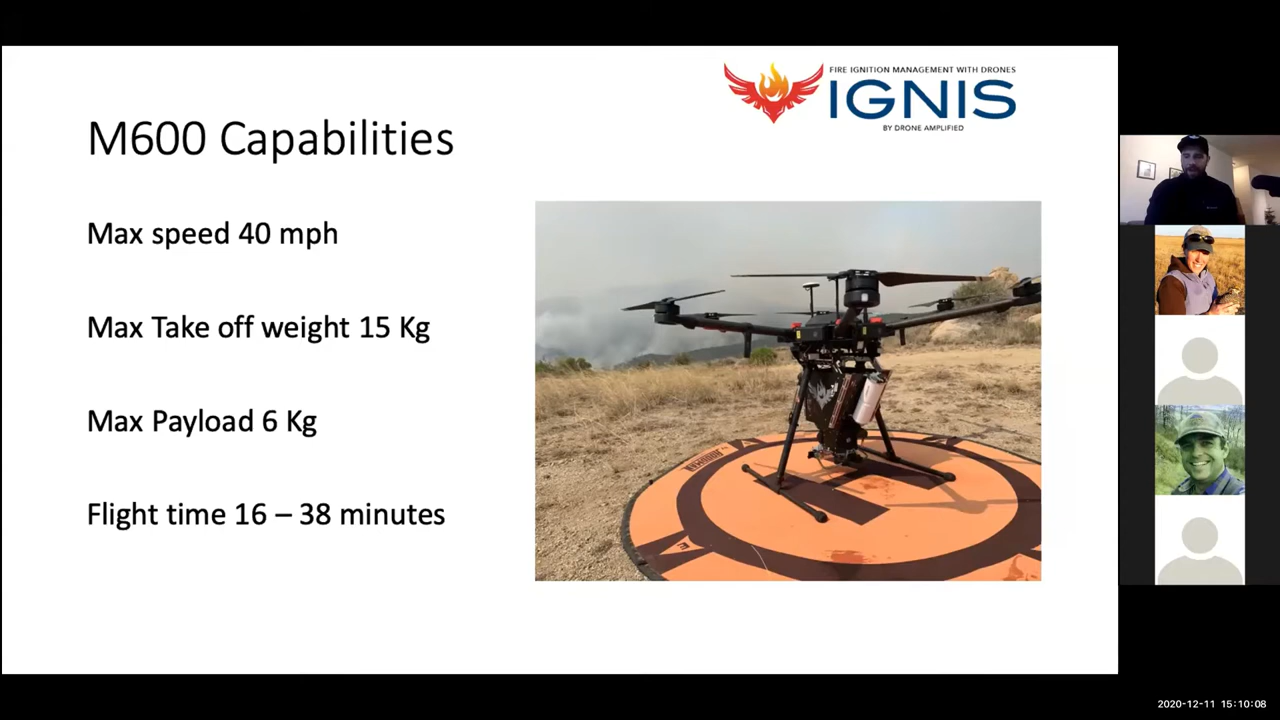 FIRE IGNITION MANAGEMENT WITH DRONES
IGNIS
BY DRONE AMPLIFIED
M600 Capabilities
Max speed 40 mph
Max Take off weight 15 Kg
Max Payload 6 Kg
Flight time 16 – 38 minutes
E
2020-12-11 15:10:08